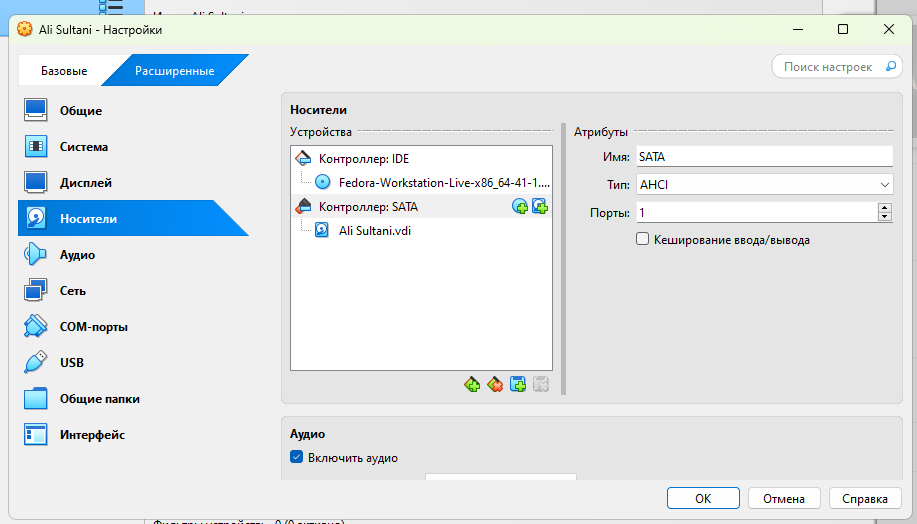 Ali Sultani - Настройки
Базовые
Расширенные
Поиск настроек
Общие
Система
Дисплей
Носители
Аудио
Сеть
COM-порты
USB
Общие папки
Интерфейс
Носители
Устройства
Контроллер: IDE
Fedora-Workstation-Live-x86_64-41-1....
Контроллер: SATA
Ali Sultani.vdi
Атрибуты
Имя: SATA
Тип: AHCI
Порты: 1
Кеширование ввода/вывода
Аудио
Включить аудио
OK
Отмена
Справка